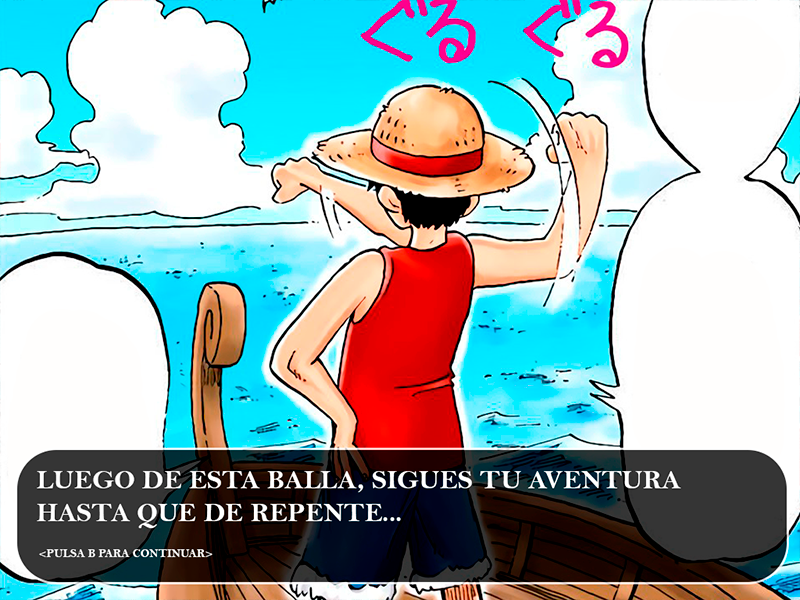 ぐる ぐる
LUEGO DE ESTA BALLA, SIGUES TU AVENTURA
HASTA QUE DE REPENTE...
<PULSA B PARA CONTINUAR>